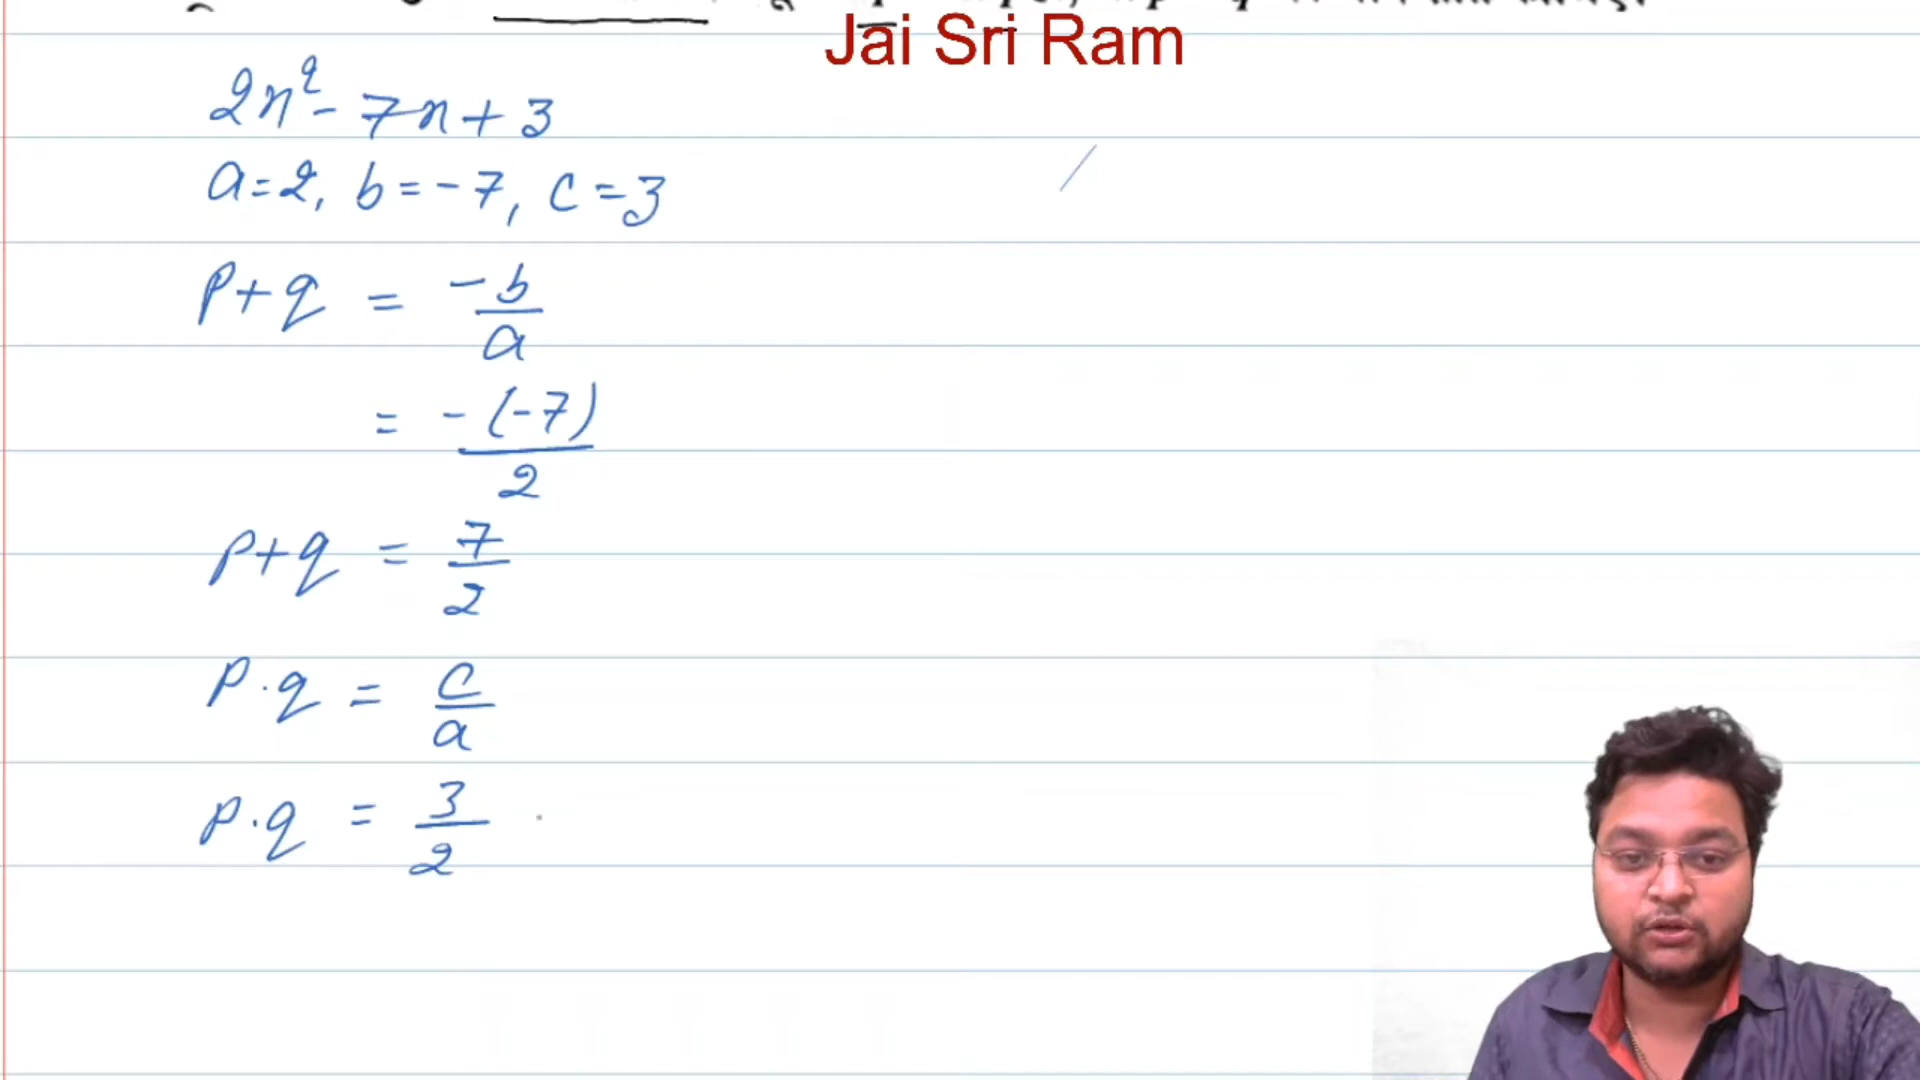 Jai Sri Ram
2x² - 7x + 3
a = 2, b = -7, c = 3
p + q = -b/a
= -(-7)/2
p + q = 7/2
p . q = c/a
p . q = 3/2